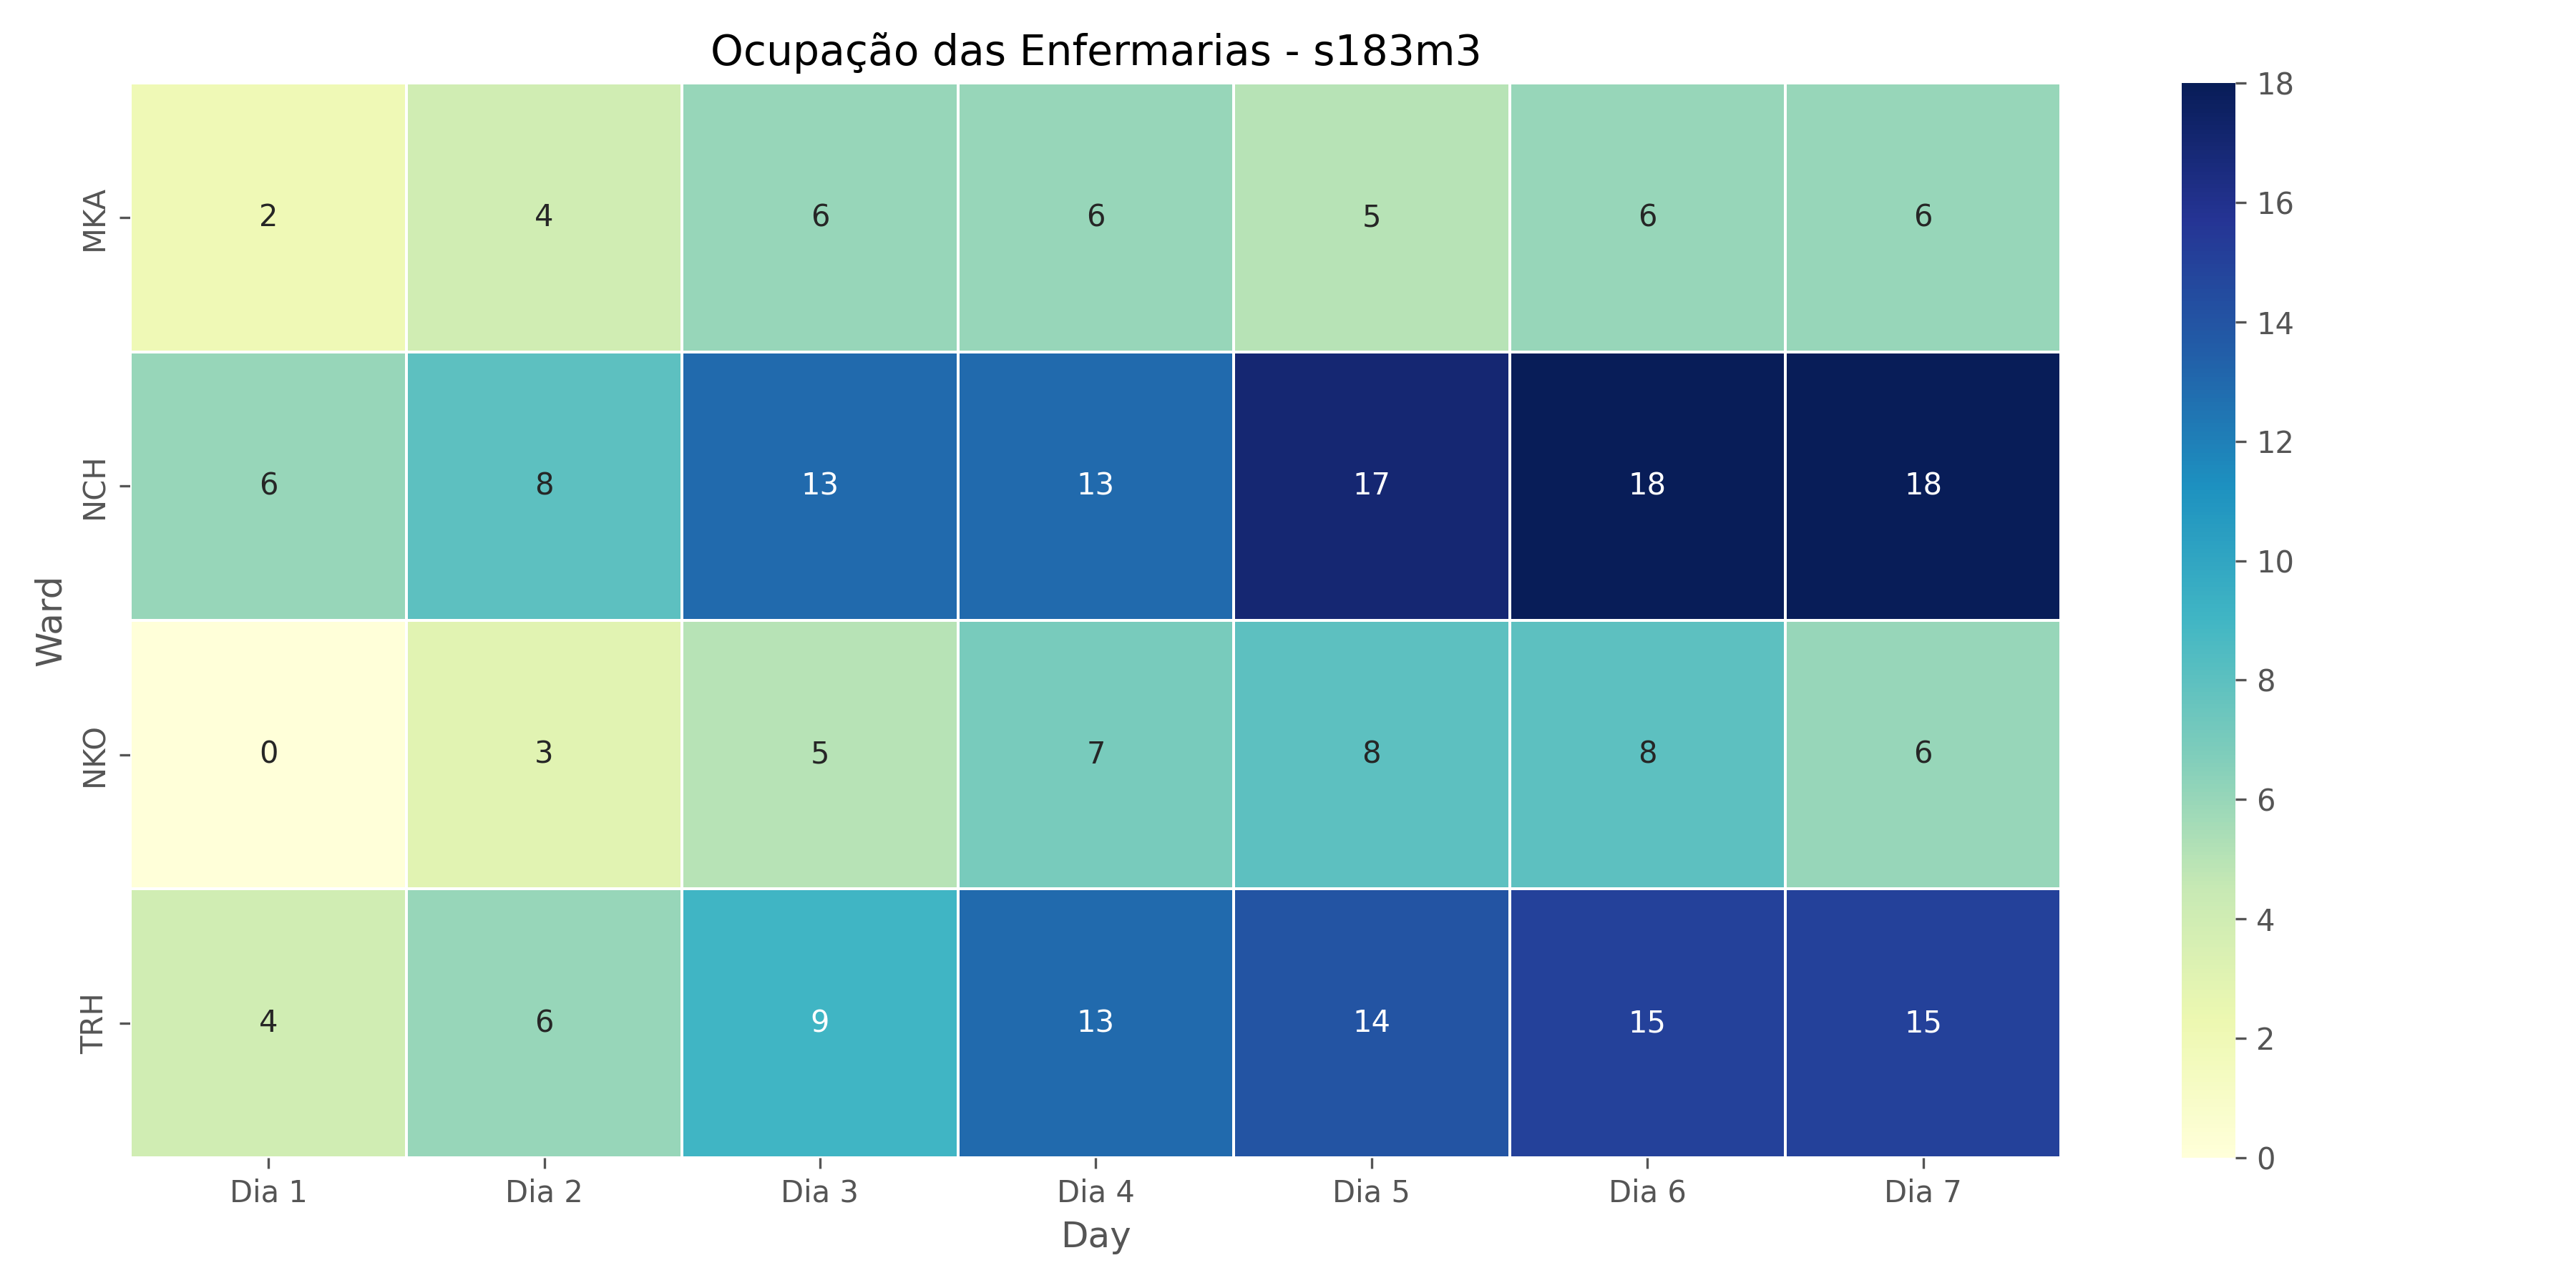 Ocupação das Enfermarias - s183m3
MKA 2 4 6 6 5 6 6
NCH 6 8 13 13 17 18 18
NKO 0 3 5 7 8 8 6
TRH 4 6 9 13 14 15 15
Ward
Dia 1 Dia 2 Dia 3 Dia 4 Dia 5 Dia 6 Dia 7
Day
18
16
14
12
10
8
6
4
2
0